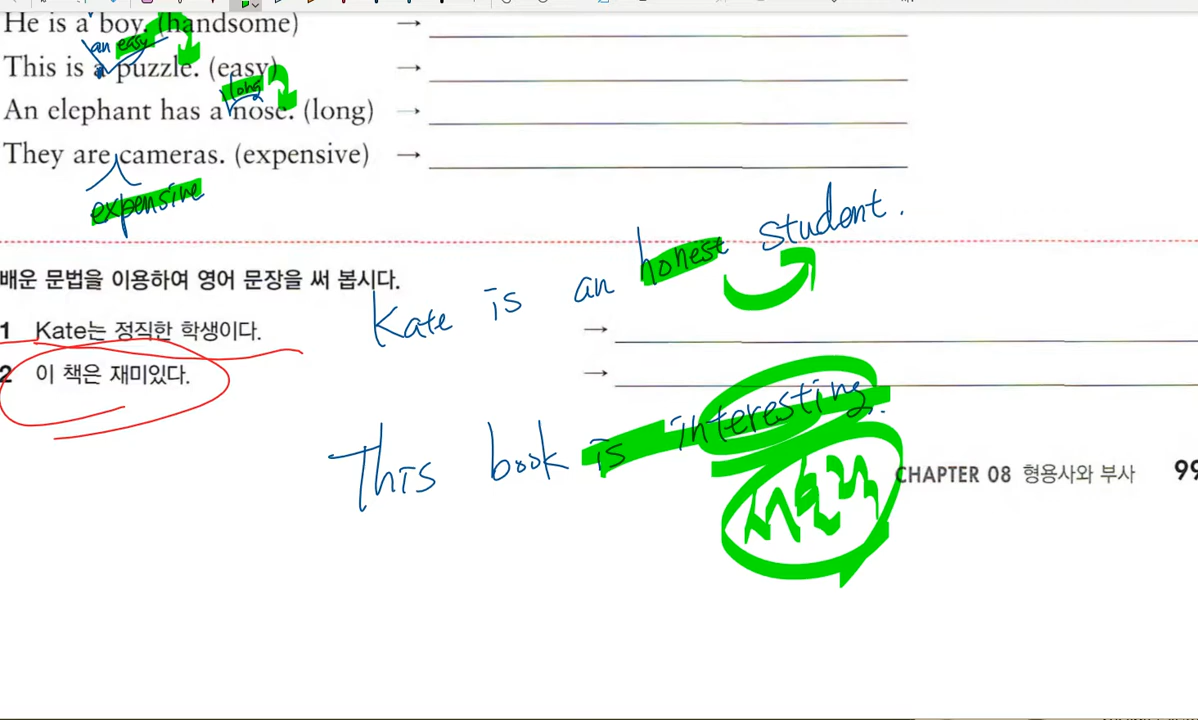 He is a boy. (handsome) →
an easy
This is a puzzle. (easy) →
long
An elephant has a nose. (long) →
They are cameras. (expensive) →
expensive
Kate is an honest student.
배운 문법을 이용하여 영어 문장을 써 봅시다.
1 Kate는 정직한 학생이다. →
2 이 책은 재미있다. →
This book is interesting.
서술적
CHAPTER 08 형용사와 부사 99